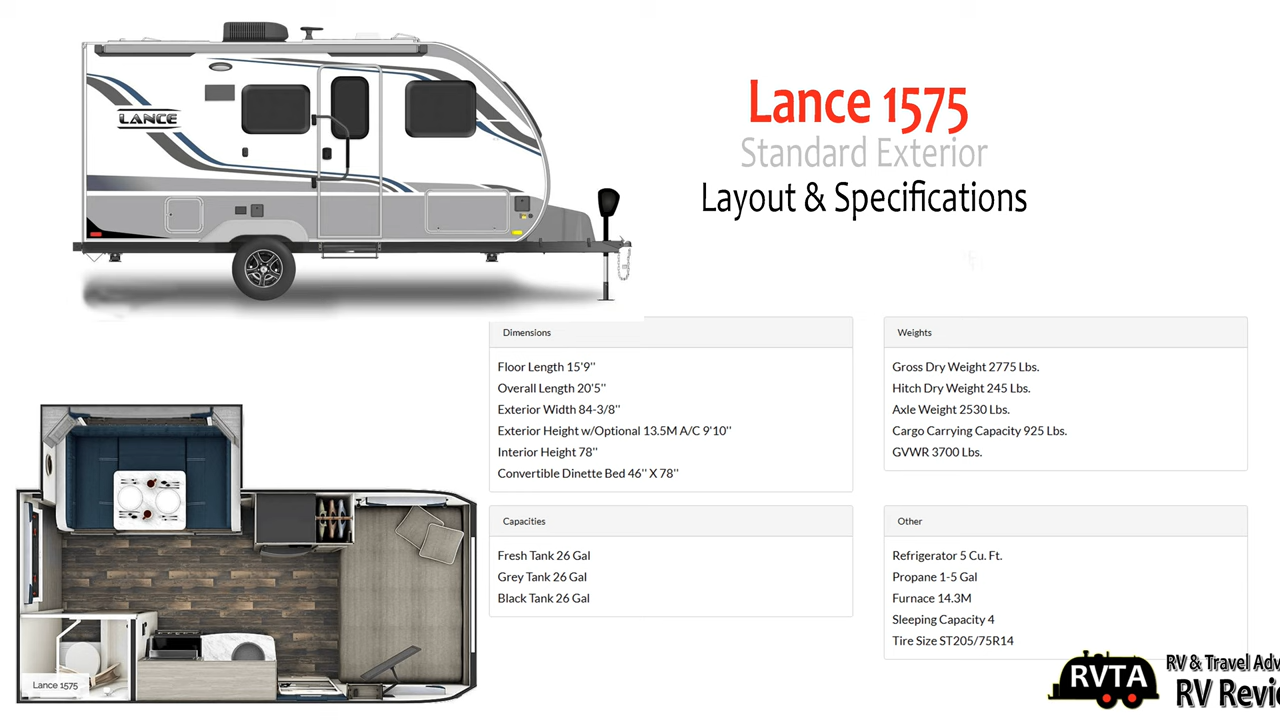 LANCE
Lance 1575
Standard Exterior
Layout & Specifications
Dimensions
Floor Length 15'9''
Overall Length 20'5''
Exterior Width 84-3/8''
Exterior Height w/Optional 13.5M A/C 9'10''
Interior Height 78''
Convertible Dinette Bed 46'' X 78''
Weights
Gross Dry Weight 2775 Lbs.
Hitch Dry Weight 245 Lbs.
Axle Weight 2530 Lbs.
Cargo Carrying Capacity 925 Lbs.
GVWR 3700 Lbs.
Capacities
Fresh Tank 26 Gal
Grey Tank 26 Gal
Black Tank 26 Gal
Other
Refrigerator 5 Cu. Ft.
Propane 1-5 Gal
Furnace 14.3M
Sleeping Capacity 4
Tire Size ST205/75R14
Lance 1575
RVTA
RV & Travel Adv
RV Revie